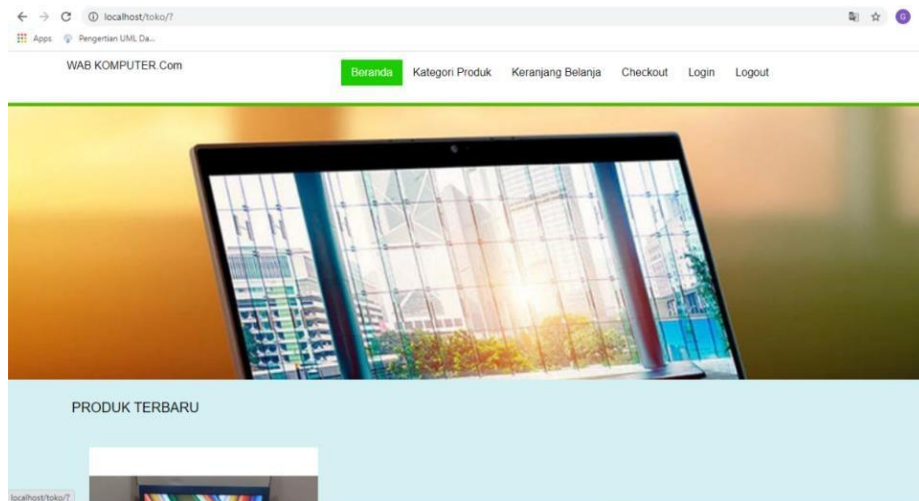 localhost/toko/?
Apps Pengertian UML Da...
WAB KOMPUTER.Com
Beranda Kategori Produk Keranjang Belanja Checkout Login Logout
PRODUK TERBARU
localhost/toko/?